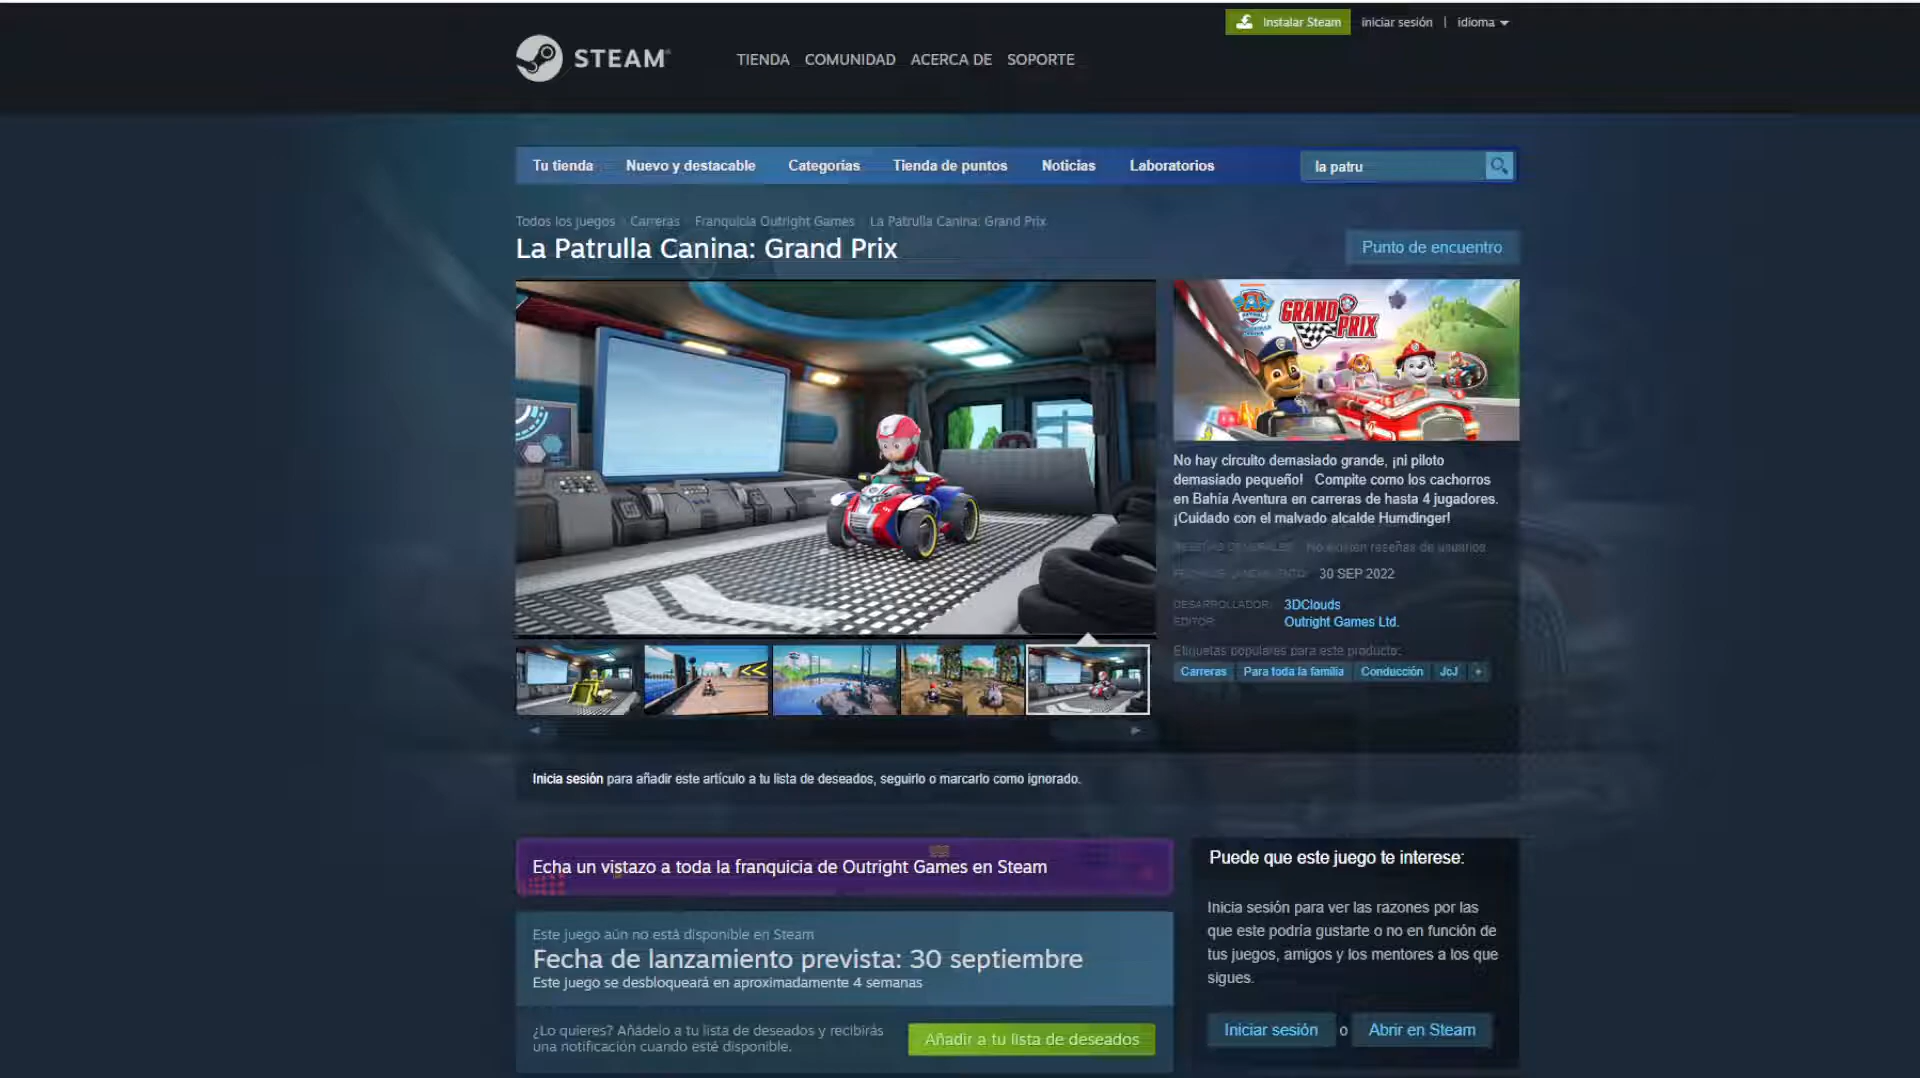 Instalar Steam
iniciar sesión | idioma
STEAM
TIENDA COMUNIDAD ACERCA DE SOPORTE
Tu tienda Nuevo y destacable Categorías Tienda de puntos Noticias Laboratorios
la patru
Todos los juegos Carreras Franquicia Outright Games La Patrulla Canina: Grand Prix
La Patrulla Canina: Grand Prix
Punto de encuentro
GRAND
PRIX
No hay circuito demasiado grande, ¡ni piloto
demasiado pequeño! Compite como los cachorros
en Bahía Aventura en carreras de hasta 4 jugadores.
¡Cuidado con el malvado alcalde Humdinger!
No existen reseñas de usuarios
30 SEP 2022
DESARROLLADOR: 3DClouds
EDITOR: Outright Games Ltd.
Etiquetas populares para este producto:
Carreras Para toda la familia Conducción JcJ +
Inicia sesión para añadir este artículo a tu lista de deseados, seguirlo o marcarlo como ignorado.
Echa un vistazo a toda la franquicia de Outright Games en Steam
Este juego aún no está disponible en Steam
Fecha de lanzamiento prevista: 30 septiembre
Este juego se desbloqueará en aproximadamente 4 semanas
¿Lo quieres? Añádelo a tu lista de deseados y recibirás
una notificación cuando esté disponible.
Añadir a tu lista de deseados
Puede que este juego te interese:
Inicia sesión para ver las razones por las
que este podría gustarte o no en función de
tus juegos, amigos y los mentores a los que
sigues.
Iniciar sesión o Abrir en Steam